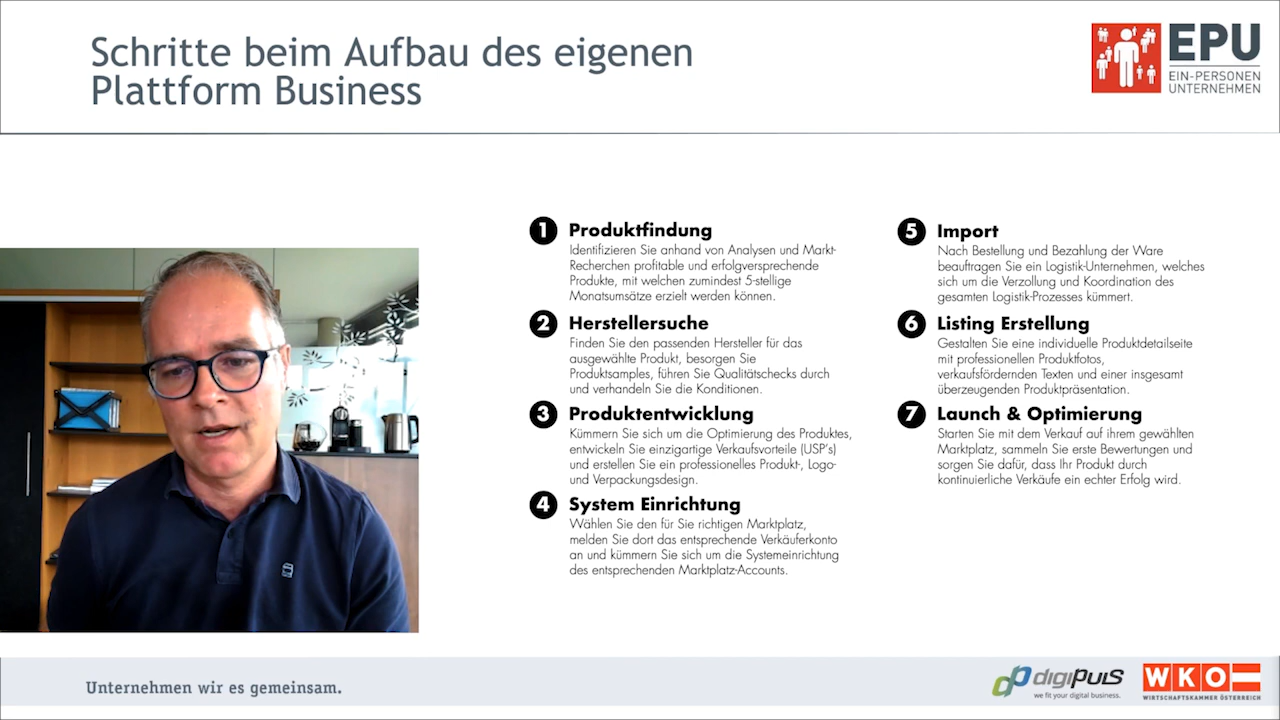 Schritte beim Aufbau des eigenen
Plattform Business
EPU
EIN-PERSONEN
UNTERNEHMEN
1 Produktfindung
Identifizieren Sie anhand von Analysen und Markt-
Recherchen profitable und erfolgversprechende
Produkte, mit welchen zumindest 5-stellige
Monatsumsätze erzielt werden können.
2 Herstellersuche
Finden Sie den passenden Hersteller für das
ausgewählte Produkt, besorgen Sie
Produktsamples, führen Sie Qualitätschecks durch
und verhandeln Sie die Konditionen.
3 Produktentwicklung
Kümmern Sie sich um die Optimierung des Produktes,
entwickeln Sie einzigartige Verkaufsvorteile (USP's)
und erstellen Sie ein professionelles Produkt-, Logo-
und Verpackungsdesign.
4 System Einrichtung
Wählen Sie den für Sie richtigen Marktplatz,
melden Sie dort das entsprechende Verkäuferkonto
an und kümmern Sie sich um die Systemeinrichtung
des entsprechenden Marktplatz-Accounts.
5 Import
Nach Bestellung und Bezahlung der Ware
beauftragen Sie ein Logistik-Unternehmen, welches
sich um die Verzollung und Koordination des
gesamten Logistik-Prozesses kümmert.
6 Listing Erstellung
Gestalten Sie eine individuelle Produktdetailseite
mit professionellen Produktfotos,
verkaufsfördernden Texten und einer insgesamt
überzeugenden Produktpräsentation.
7 Launch & Optimierung
Starten Sie mit dem Verkauf auf ihrem gewählten
Marktplatz, sammeln Sie erste Bewertungen und
sorgen Sie dafür, dass Ihr Produkt durch
kontinuierliche Verkäufe ein echter Erfolg wird.
Unternehmen wir es gemeinsam.
digiPULS
we fit your digital business.
WKO
WIRTSCHAFTSKAMMER ÖSTERREICH